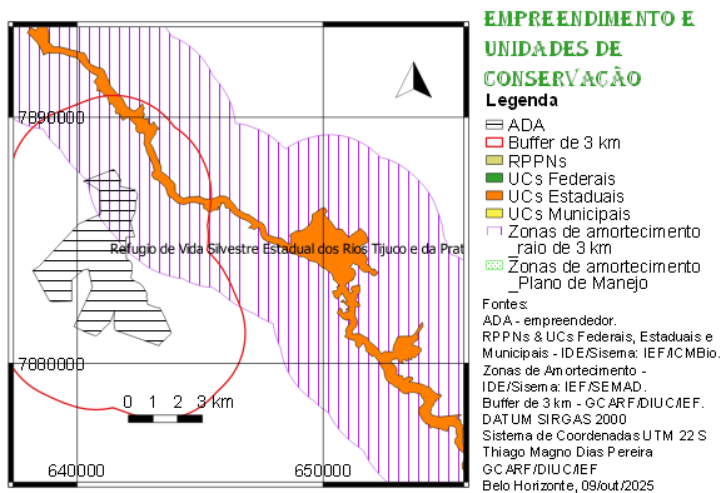 EMPREENDIMENTO E
UNIDADES DE
CONSERVAÇÃO
Legenda
ADA
Buffer de 3 km
RPPNs
UCs Federais
UCs Estaduais
UCs Municipais
Zonas de amortecimento
_raio de 3 km
Zonas de amortecimento
_Plano de Manejo
Fontes:
ADA - empreendedor.
RPPNs & UCs Federais, Estaduais e
Municipais - IDE/Sisema: IEF/ICMBio.
Zonas de Amortecimento -
IDE/Sisema: IEF/SEMAD.
Buffer de 3 km - GCARF/DIUC/IEF.
DATUM SIRGAS 2000
Sistema de Coordenadas UTM 22 S
Thiago Magno Dias Pereira
GCARF/DIUC/IEF
Belo Horizonte, 09/out/2025
7890000
Refugio de Vida Silvestre Estadual dos Rios Tijuco e da Prat
7880000
0 1 2 3 km
640000 650000